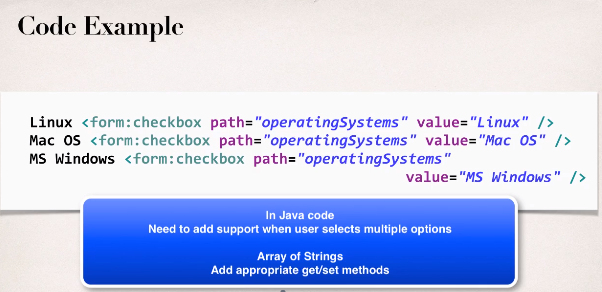 Code Example
Linux <form:checkbox path="operatingSystems" value="Linux" />
Mac OS <form:checkbox path="operatingSystems" value="Mac OS" />
MS Windows <form:checkbox path="operatingSystems"
value="MS Windows" />
In Java code
Need to add support when user selects multiple options
Array of Strings
Add appropriate get/set methods